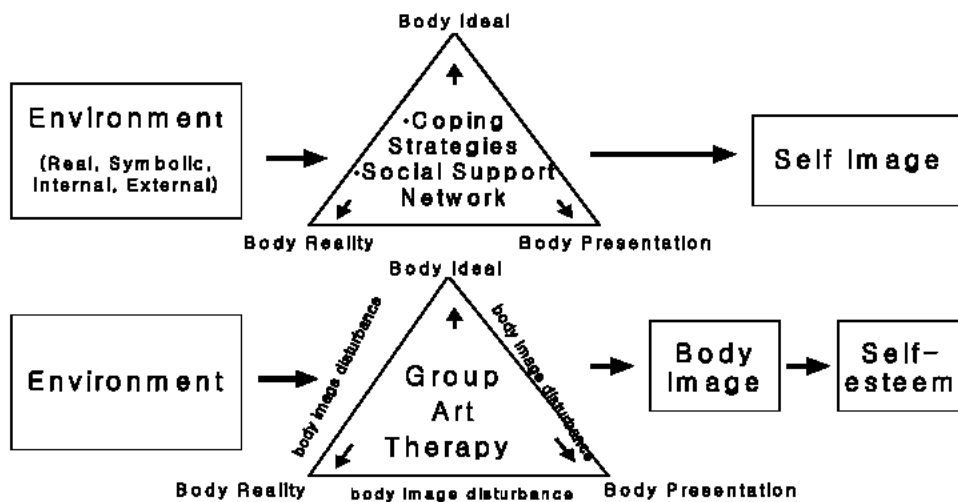 Body Ideal
Environment
(Real, Symbolic,
Internal, External)
·Coping
Strategies
·Social Support
Network
Self Image
Body Reality
Body Presentation
Body Ideal
body image disturbance
body image disturbance
Environment
Group
Art
Therapy
Body
Image
Self-
esteem
Body Reality
body image disturbance
Body Presentation